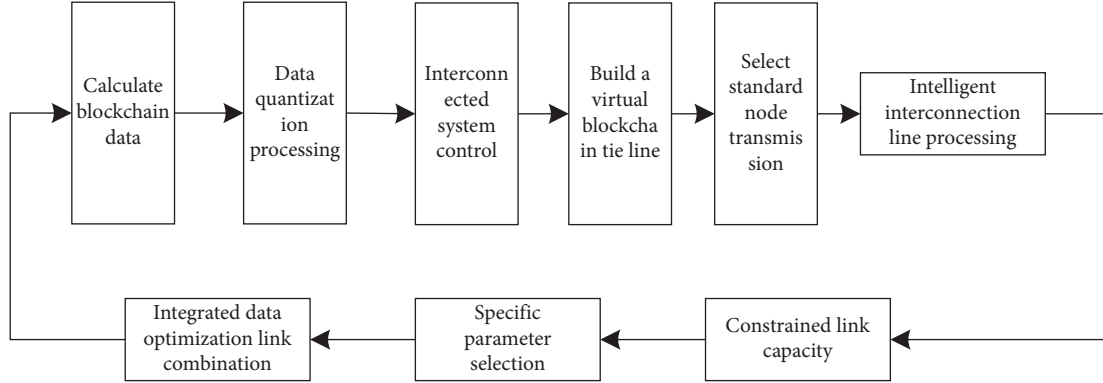 Calculate
blockchain
data
Data
quantizat
ion
processing
Interconn
ected
system
control
Build a
virtual
blockcha
in tie line
Select
standard
node
transmis
sion
Intelligent
interconnection
line processing
Integrated data
optimization link
combination
Specific
parameter
selection
Constrained link
capacity